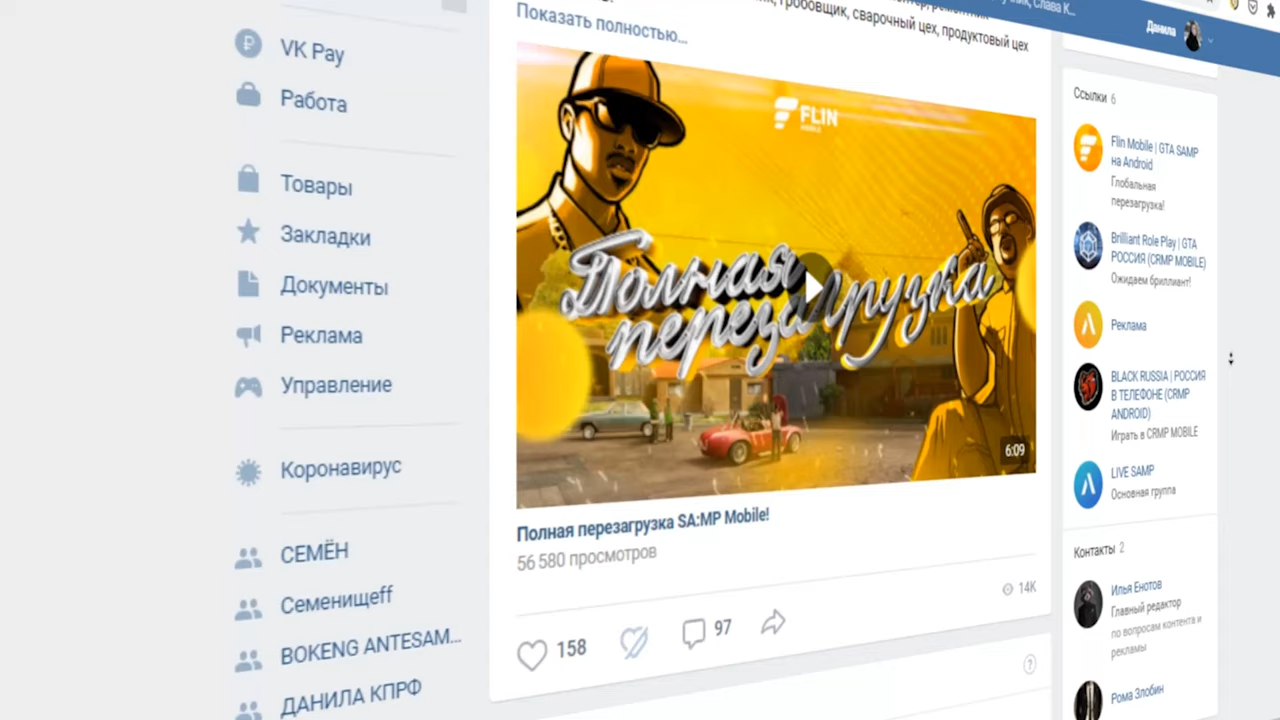 VK Pay
Работа
Товары
Закладки
Документы
Реклама
Управление
Коронавирус
СЕМЁН
Семенищеff
BOKENG ANTESAM...
ДАНИЛА КПРФ
гробовщик, сварочный цех, продуктовый цех
Показать полностью...
FLIN
MOBILE
Полная
перезагрузка
6:09
Полная перезагрузка SA:MP Mobile!
56 580 просмотров
14K
158
97
?
Слава К...
Данила
Ссылки 6
Flin Mobile | GTA SAMP
на Android
Глобальная
перезагрузка!
Brilliant Role Play | GTA
РОССИЯ (CRMP MOBILE)
Ожидаем бриллиант!
Реклама
BLACK RUSSIA | РОССИЯ
В ТЕЛЕФОНЕ (CRMP
ANDROID)
Играть в CRMP MOBILE
LIVE SAMP
Основная группа
Контакты 2
Илья Енотов
Главный редактор
по вопросам контента и
рекламы
Рома Злобин